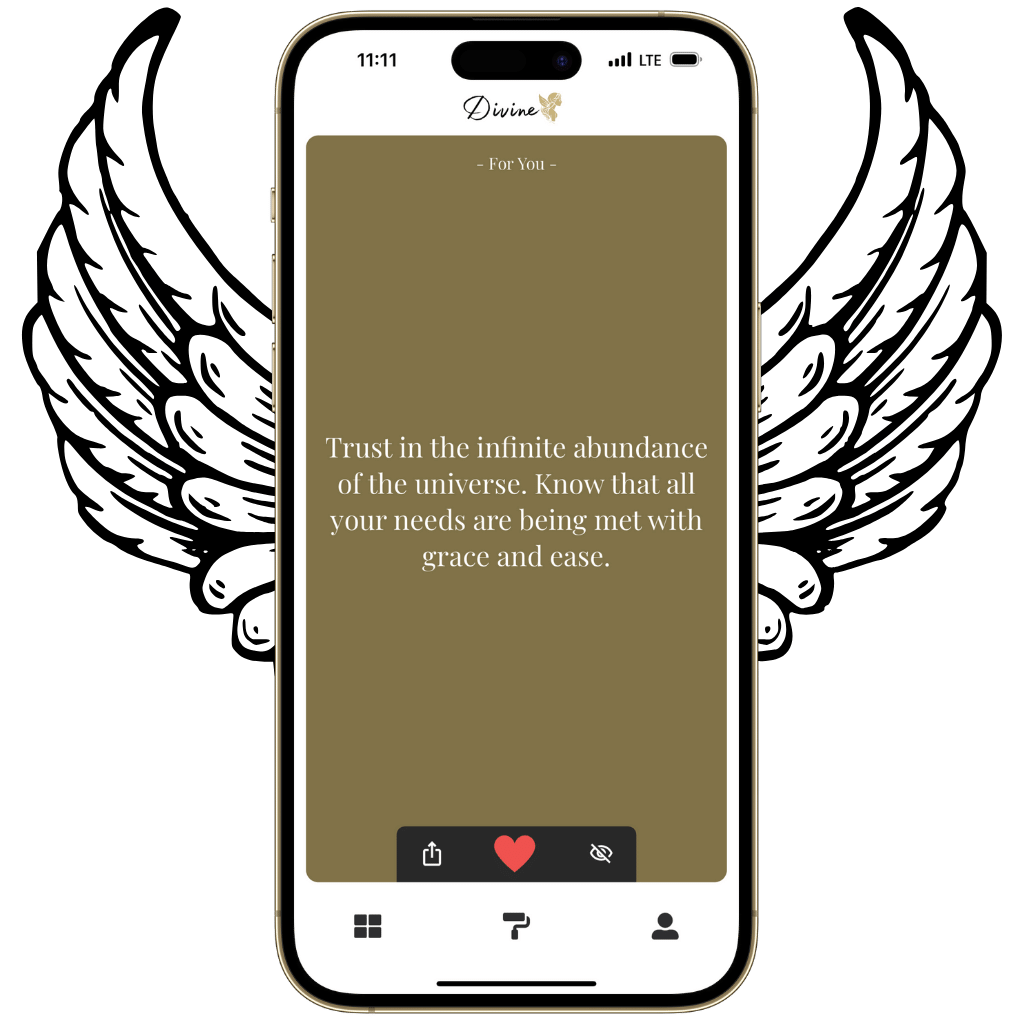 11:11
LTE
Divine
- For You -
Trust in the infinite abundance
of the universe. Know that all
your needs are being met with
grace and ease.